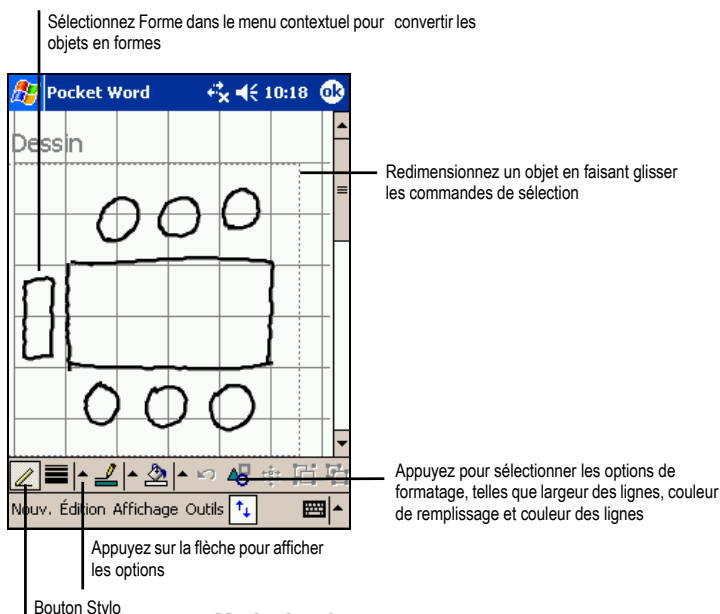 Sélectionnez Forme dans le menu contextuel pour convertir les
objets en formes
Pocket Word 10:18 ok
Dessin
Redimensionnez un objet en faisant glisser
les commandes de sélection
Appuyez pour sélectionner les options de
formatage, telles que largeur des lignes, couleur
de remplissage et couleur des lignes
Nouv. Édition Affichage Outils
Appuyez sur la flèche pour afficher
les options
Bouton Stylo